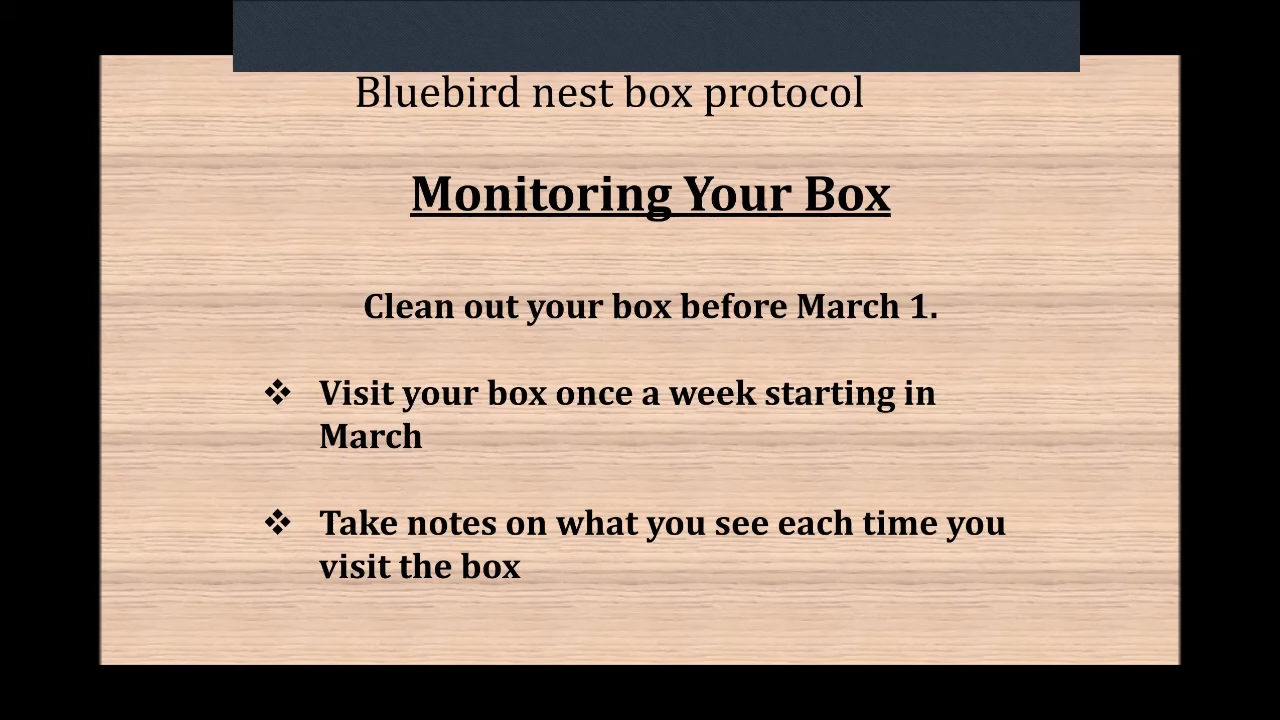 Bluebird nest box protocol
Monitoring Your Box
Clean out your box before March 1.
❖ Visit your box once a week starting in
March
❖ Take notes on what you see each time you
visit the box